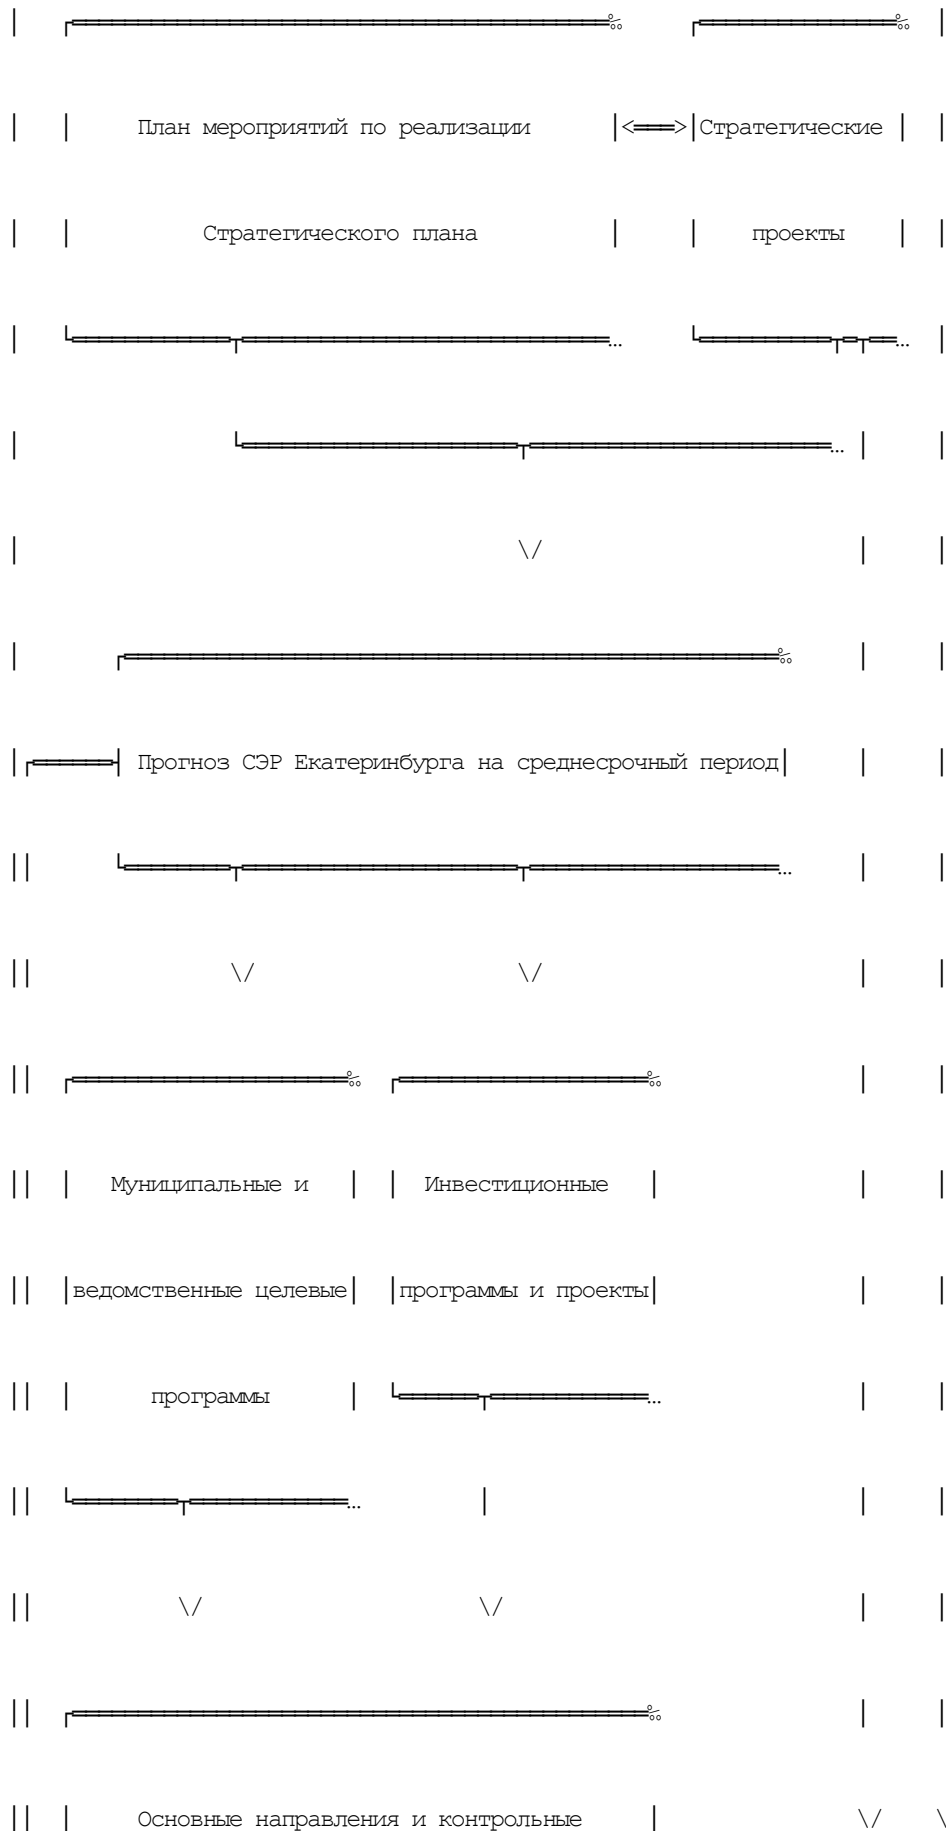 План мероприятий по реализации <═══> Стратегические
Стратегического плана проекты
Прогноз СЭР Екатеринбурга на среднесрочный период
Муниципальные и Инвестиционные
ведомственные целевые программы и проекты
программы
Основные направления и контрольные